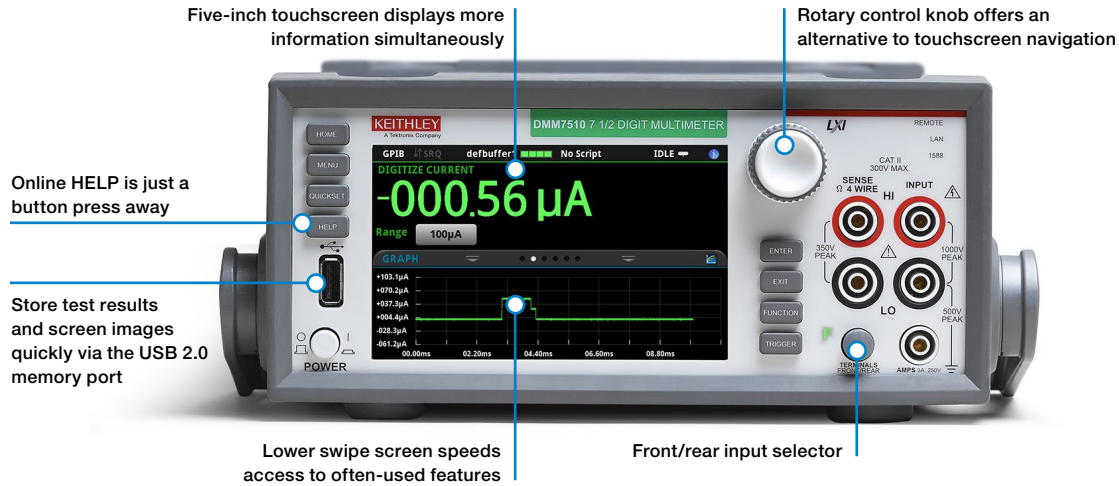 Five-inch touchscreen displays more
information simultaneously
Rotary control knob offers an
alternative to touchscreen navigation
Online HELP is just a
button press away
Store test results
and screen images
quickly via the USB 2.0
memory port
HOME
MENU
QUICKSET
HELP
POWER
KEITHLEY
A Tektronix Company
DMM7510 7 1/2 DIGIT MULTIMETER
GPIB ↓↑SRQ defbuffer1 No Script IDLE
DIGITIZE CURRENT
-000.56 µA
Range 100µA
GRAPH
+103.1µA
+070.2µA
+037.3µA
+004.4µA
-028.3µA
-061.2µA
00.00ms 02.20ms 04.40ms 06.60ms 08.80ms
ENTER
EXIT
FUNCTION
TRIGGER
LXI
REMOTE
LAN
1588
CAT II
300V MAX.
SENSE
Ω 4 WIRE
INPUT
HI
350V
PEAK
1000V
PEAK
LO
500V
PEAK
F
TERMINALS
FRONT/REAR
AMPS 3A, 250V
Lower swipe screen speeds
access to often-used features
Front/rear input selector